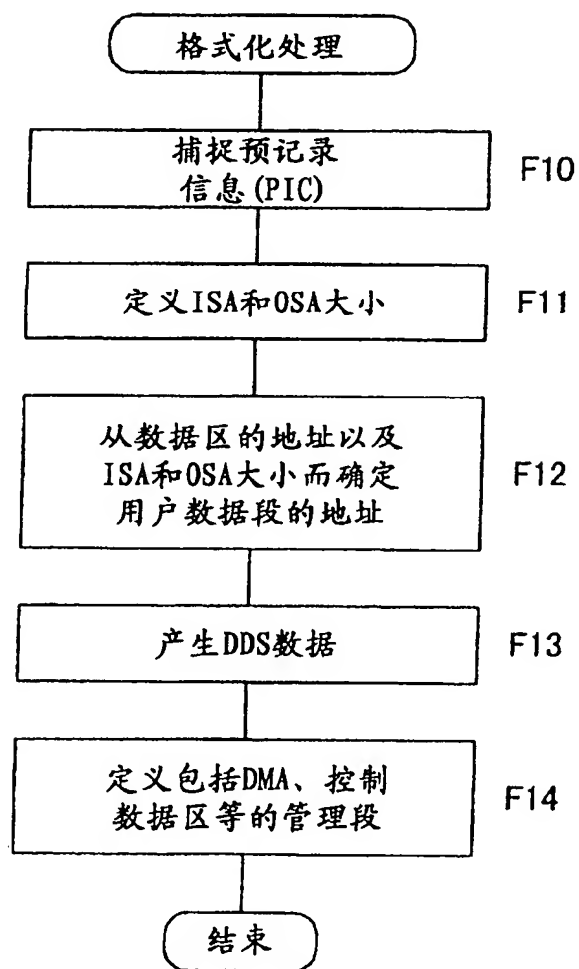 格式化处理
捕捉预记录
信息(PIC)
F10
定义ISA和OSA大小
F11
从数据区的地址以及
ISA和OSA大小而确定
用户数据段的地址
F12
产生DDS数据
F13
定义包括DMA、控制
数据区等的管理段
F14
结束